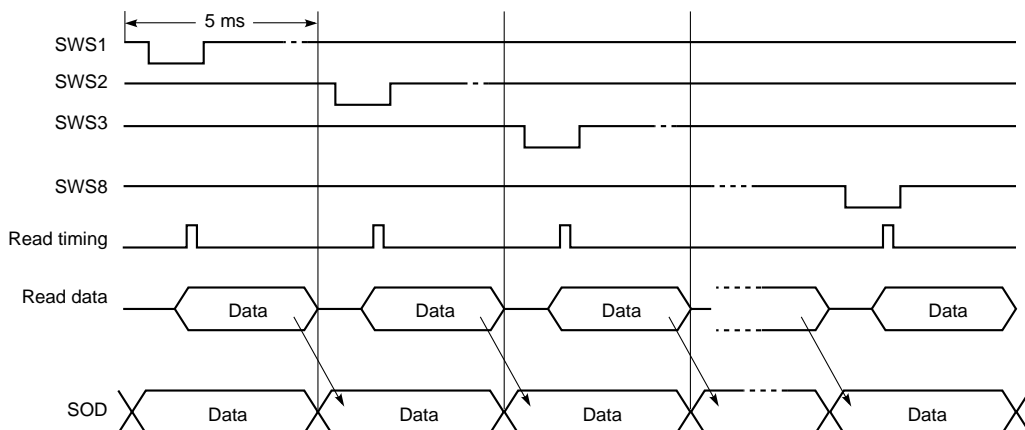 5 ms
SWS1
SWS2
SWS3
SWS8
Read timing
Read data Data Data Data Data
SOD Data Data Data Data